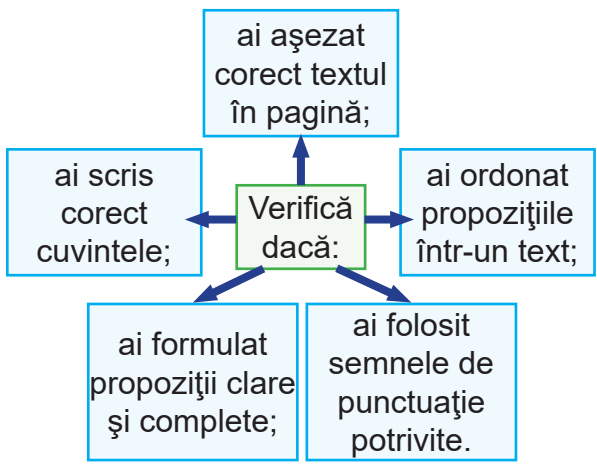 ai aşezat
corect textul
în pagină;
ai scris
corect
cuvintele;
Verifică
dacă:
ai ordonat
propoziţiile
într-un text;
ai formulat
propoziţii clare
şi complete;
ai folosit
semnele de
punctuaţie
potrivite.